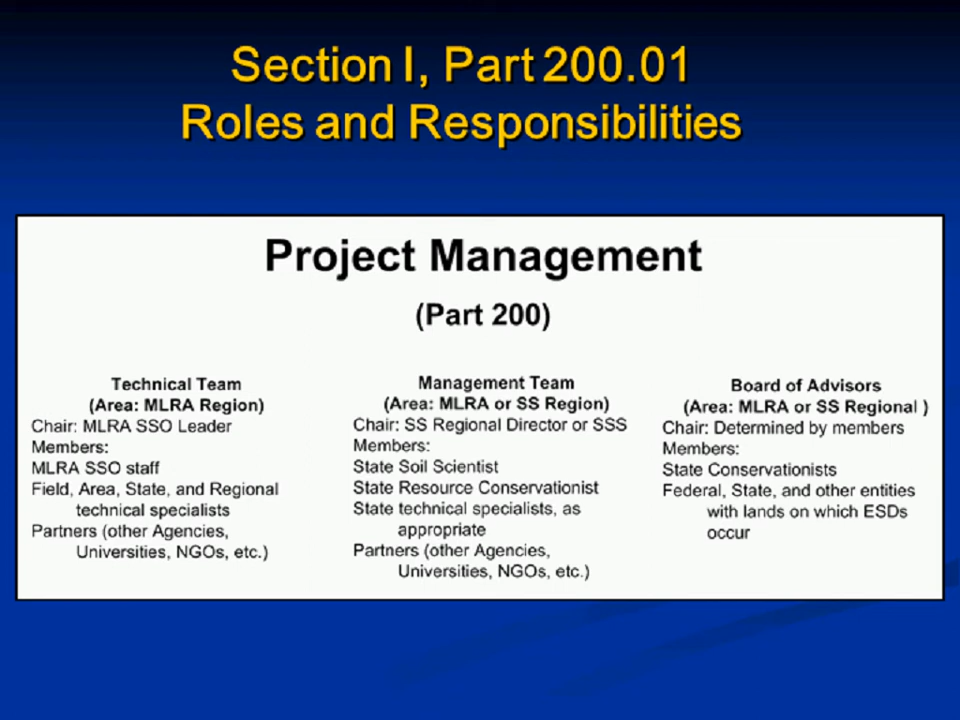 Section I, Part 200.01
Roles and Responsibilities
Project Management
(Part 200)
Technical Team
(Area: MLRA Region)
Chair: MLRA SSO Leader
Members:
MLRA SSO staff
Field, Area, State, and Regional
technical specialists
Partners (other Agencies,
Universities, NGOs, etc.)
Management Team
(Area: MLRA or SS Region)
Chair: SS Regional Director or SSS
Members:
State Soil Scientist
State Resource Conservationist
State technical specialists, as
appropriate
Partners (other Agencies,
Universities, NGOs, etc.)
Board of Advisors
(Area: MLRA or SS Regional )
Chair: Determined by members
Members:
State Conservationists
Federal, State, and other entities
with lands on which ESDs
occur